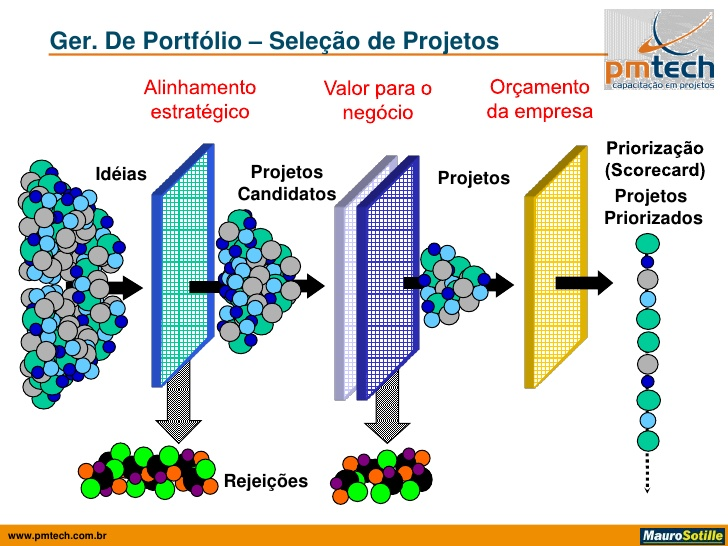 Ger. De Portfólio – Seleção de Projetos
pmtech
capacitação em projetos
Alinhamento
estratégico
Valor para o
negócio
Orçamento
da empresa
Idéias
Projetos
Candidatos
Projetos
Priorização
(Scorecard)
Projetos
Priorizados
Rejeições
www.pmtech.com.br
MauroSotille